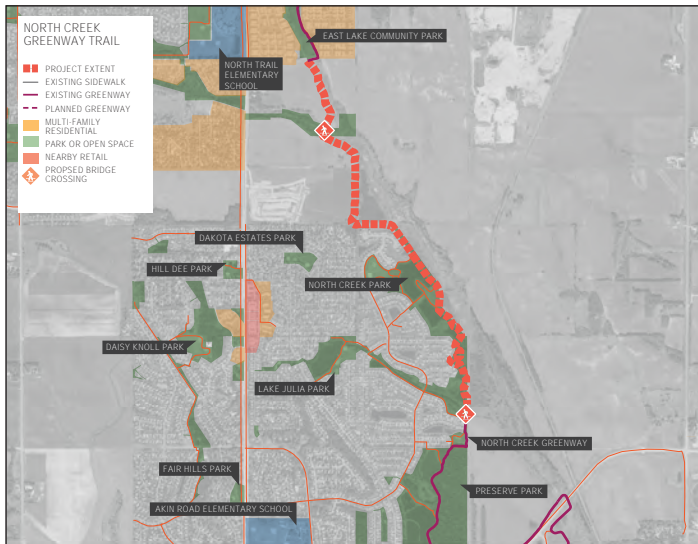 NORTH CREEK
GREENWAY TRAIL
PROJECT EXTENT
EXISTING SIDEWALK
EXISTING GREENWAY
PLANNED GREENWAY
MULTI-FAMILY
RESIDENTIAL
PARK OR OPEN SPACE
NEARBY RETAIL
PROPSED BRIDGE
CROSSING
EAST LAKE COMMUNITY PARK
NORTH TRAIL
ELEMENTARY
SCHOOL
DAKOTA ESTATES PARK
HILL DEE PARK
NORTH CREEK PARK
DAISY KNOLL PARK
LAKE JULIA PARK
NORTH CREEK GREENWAY
FAIR HILLS PARK
PRESERVE PARK
AKIN ROAD ELEMENTARY SCHOOL